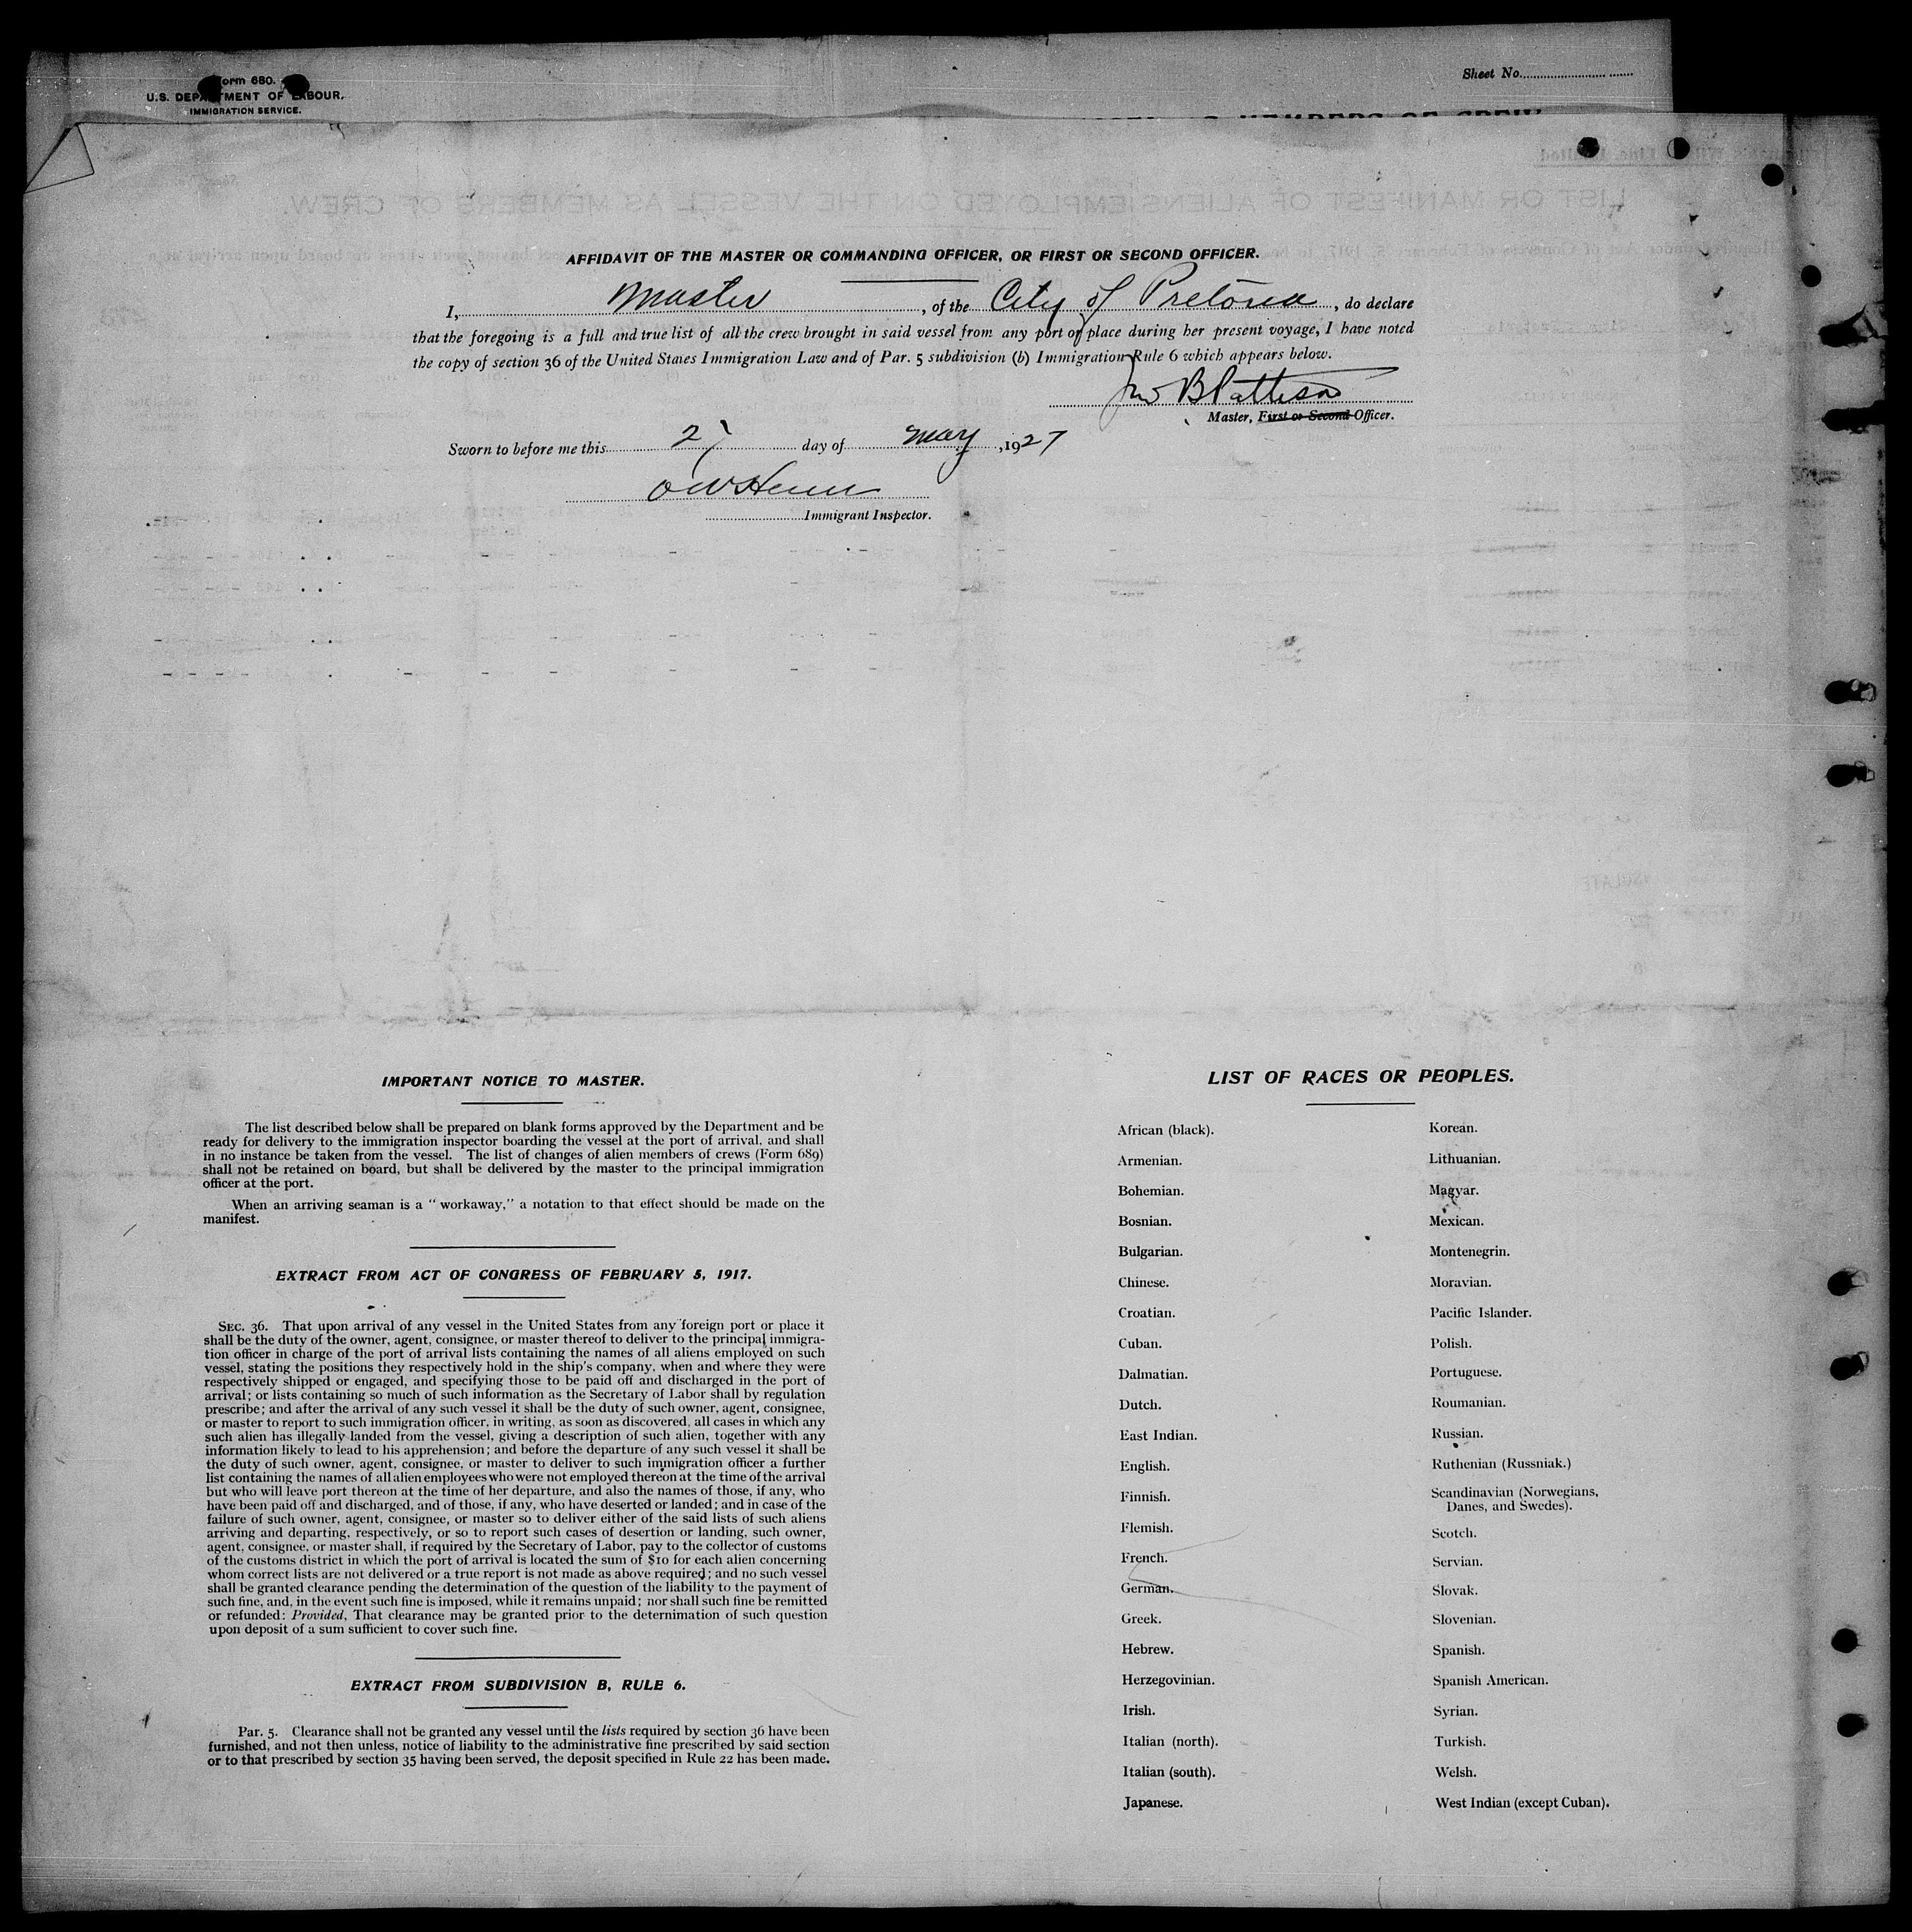 Form 680.
U.S. DEPARTMENT OF LABOUR.
IMMIGRATION SERVICE.
Sheet No.
LIST OR MANIFEST OF ALIENS EMPLOYED ON THE VESSEL AS MEMBERS OF CREW.
AFFIDAVIT OF THE MASTER OR COMMANDING OFFICER, OR FIRST OR SECOND OFFICER.
I, Master, of the City of Pretoria, do declare
that the foregoing is a full and true list of all the crew brought in said vessel from any port or place during her present voyage, I have noted
the copy of section 36 of the United States Immigration Law and of Par. 5 subdivision (b) Immigration Rule 6 which appears below.
B Pattison
Master, First or Second Officer.
Sworn to before me this 27 day of May, 1927
Immigrant Inspector.
IMPORTANT NOTICE TO MASTER.
The list described below shall be prepared on blank forms approved by the Department and be
ready for delivery to the immigration inspector boarding the vessel at the port of arrival, and shall
in no instance be taken from the vessel. The list of changes of alien members of crews (Form 689)
shall not be retained on board, but shall be delivered by the master to the principal immigration
officer at the port.
When an arriving seaman is a "workaway," a notation to that effect should be made on the
manifest.
EXTRACT FROM ACT OF CONGRESS OF FEBRUARY 5, 1917.
SEC. 36. That upon arrival of any vessel in the United States from any foreign port or place it
shall be the duty of the owner, agent, consignee, or master thereof to deliver to the principal immigra-
tion officer in charge of the port of arrival lists containing the names of all aliens employed on such
vessel, stating the positions they respectively hold in the ship's company, when and where they were
respectively shipped or engaged, and specifying those to be paid off and discharged in the port of
arrival; or lists containing so much of such information as the Secretary of Labor shall by regulation
prescribe; and after the arrival of any such vessel it shall be the duty of such owner, agent, consignee,
or master to report to such immigration officer, in writing, as soon as discovered, all cases in which any
such alien has illegally landed from the vessel, giving a description of such alien, together with any
information likely to lead to his apprehension; and before the departure of any such vessel it shall be
the duty of such owner, agent, consignee, or master to deliver to such immigration officer a further
list containing the names of all alien employees who were not employed thereon at the time of the arrival
but who will leave port thereon at the time of her departure, and also the names of those, if any, who
have been paid off and discharged, and of those, if any, who have deserted or landed; and in case of the
failure of such owner, agent, consignee, or master so to deliver either of the said lists of such aliens
arriving and departing, respectively, or so to report such cases of desertion or landing, such owner,
agent, consignee, or master shall, if required by the Secretary of Labor, pay to the collector of customs
of the customs district in which the port of arrival is located the sum of $10 for each alien concerning
whom correct lists are not delivered or a true report is not made as above required; and no such vessel
shall be granted clearance pending the determination of the question of the liability to the payment of
such fine, and, in the event such fine is imposed, while it remains unpaid; nor shall such fine be remitted
or refunded: Provided, That clearance may be granted prior to the deternimation of such question
upon deposit of a sum sufficient to cover such fine.
EXTRACT FROM SUBDIVISION B, RULE 6.
Par. 5. Clearance shall not be granted any vessel until the lists required by section 36 have been
furnished, and not then unless, notice of liability to the administrative fine prescribed by said section
or to that prescribed by section 35 having been served, the deposit specified in Rule 22 has been made.
LIST OF RACES OR PEOPLES.
African (black).
Armenian.
Bohemian.
Bosnian.
Bulgarian.
Chinese.
Croatian.
Cuban.
Dalmatian.
Dutch.
East Indian.
English.
Finnish.
Flemish.
French.
German.
Greek.
Hebrew.
Herzegovinian.
Irish.
Italian (north).
Italian (south).
Japanese.
Korean.
Lithuanian.
Magyar.
Mexican.
Montenegrin.
Moravian.
Pacific Islander.
Polish.
Portuguese.
Roumanian.
Russian.
Ruthenian (Russniak.)
Scandinavian (Norwegians,
Danes, and Swedes).
Scotch.
Servian.
Slovak.
Slovenian.
Spanish.
Spanish American.
Syrian.
Turkish.
Welsh.
West Indian (except Cuban).